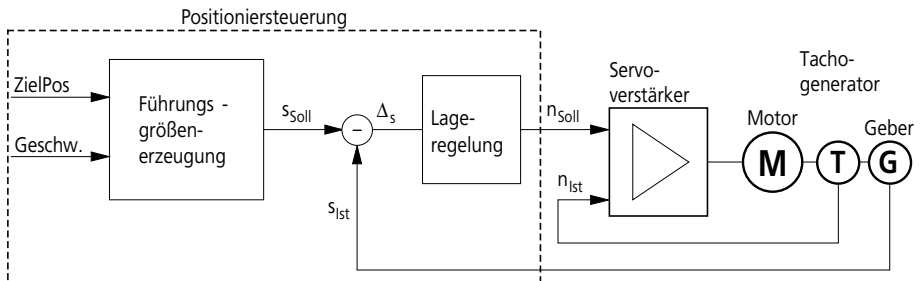 Positioniersteuerung
ZielPos
Geschw.
Führungs -
größen-
erzeugung
sSoll
−
Δs
Lage-
regelung
nSoll
nIst
sIst
Servo-
verstärker
Motor
M
Tacho-
generator
T
Geber
G